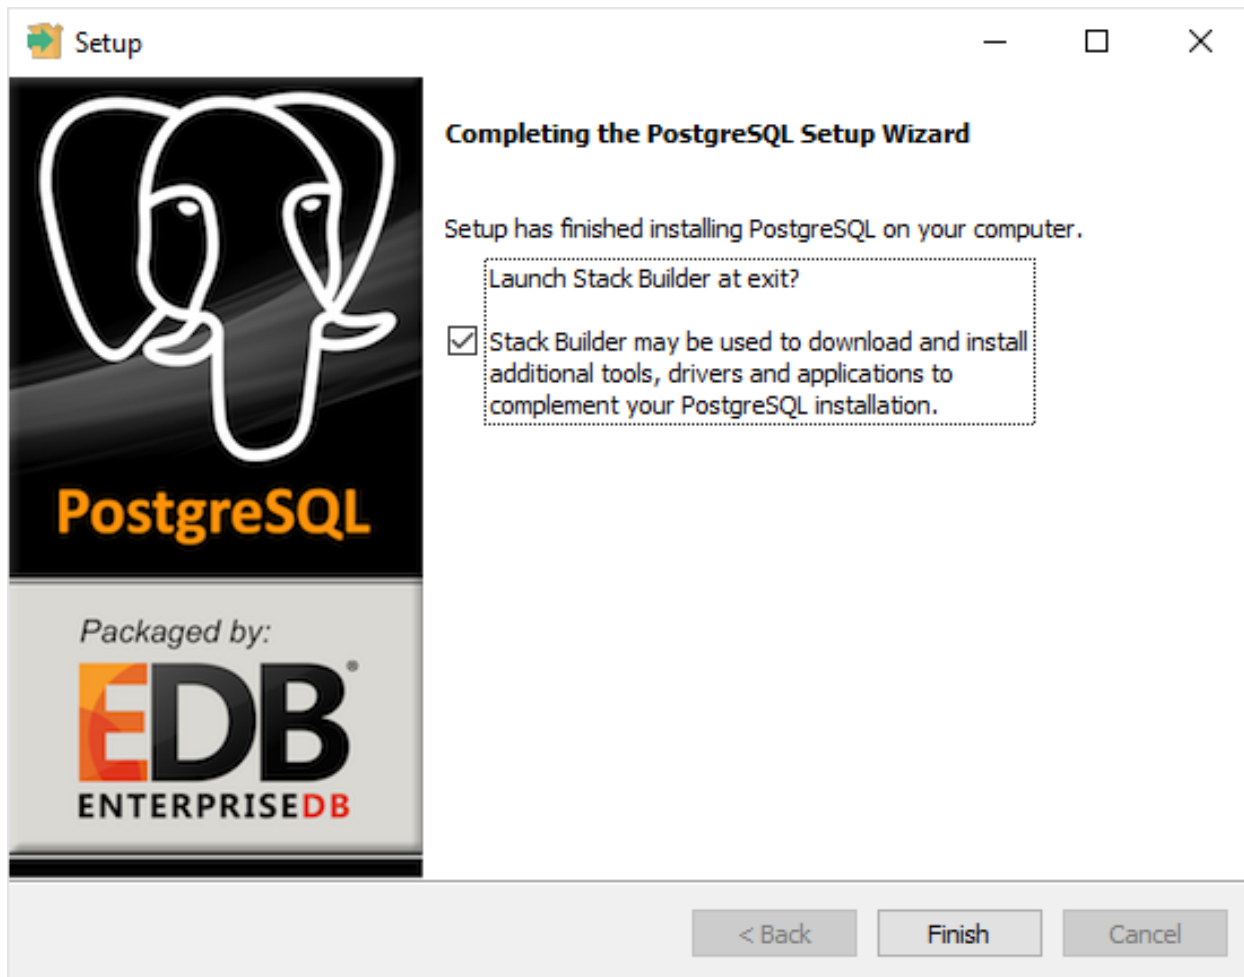 Setup
Completing the PostgreSQL Setup Wizard
Setup has finished installing PostgreSQL on your computer.
Launch Stack Builder at exit?
Stack Builder may be used to download and install
additional tools, drivers and applications to
complement your PostgreSQL installation.
PostgreSQL
Packaged by:
EDB®
ENTERPRISEDB
< Back
Finish
Cancel